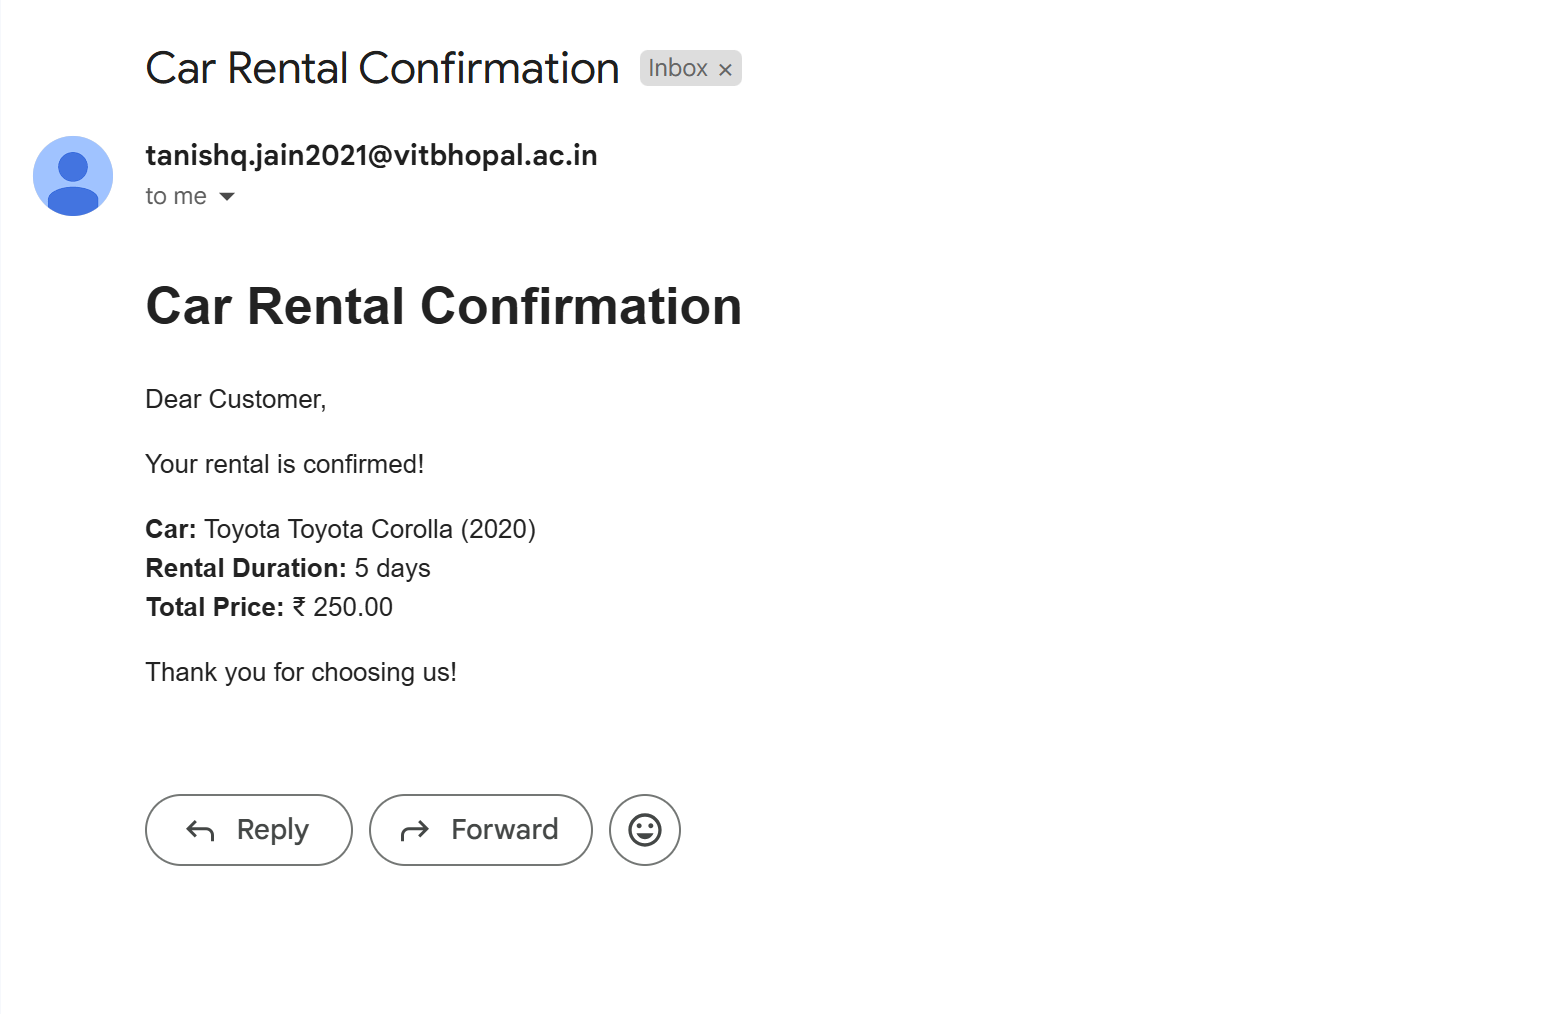 Car Rental Confirmation Inbox ×
tanishq.jain2021@vitbhopal.ac.in
to me
Car Rental Confirmation
Dear Customer,
Your rental is confirmed!
Car: Toyota Toyota Corolla (2020)
Rental Duration: 5 days
Total Price: ₹ 250.00
Thank you for choosing us!
Reply Forward